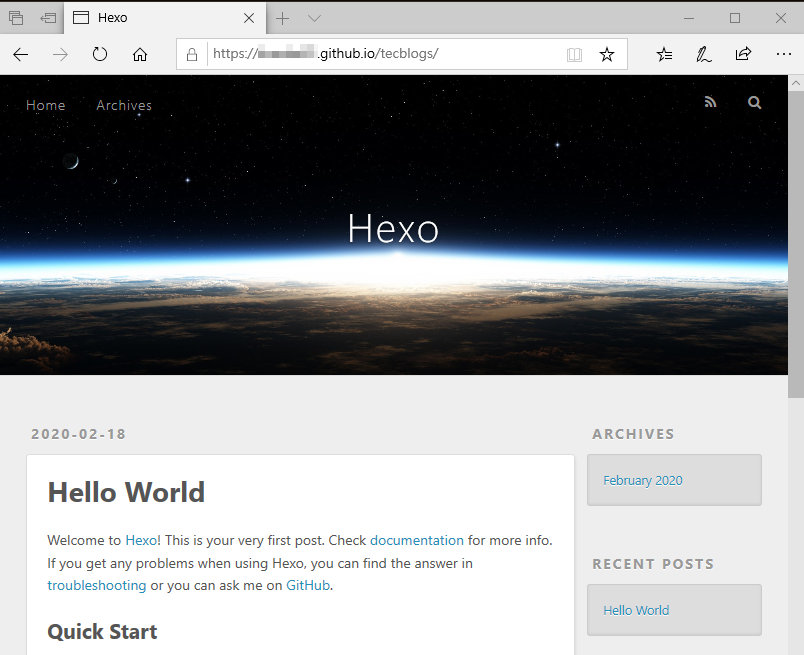 Hexo
https:// .github.io/tecblogs/
Home Archives
Hexo
2020-02-18
Hello World
Welcome to Hexo! This is your very first post. Check documentation for more info.
If you get any problems when using Hexo, you can find the answer in
troubleshooting or you can ask me on GitHub.
Quick Start
ARCHIVES
February 2020
RECENT POSTS
Hello World